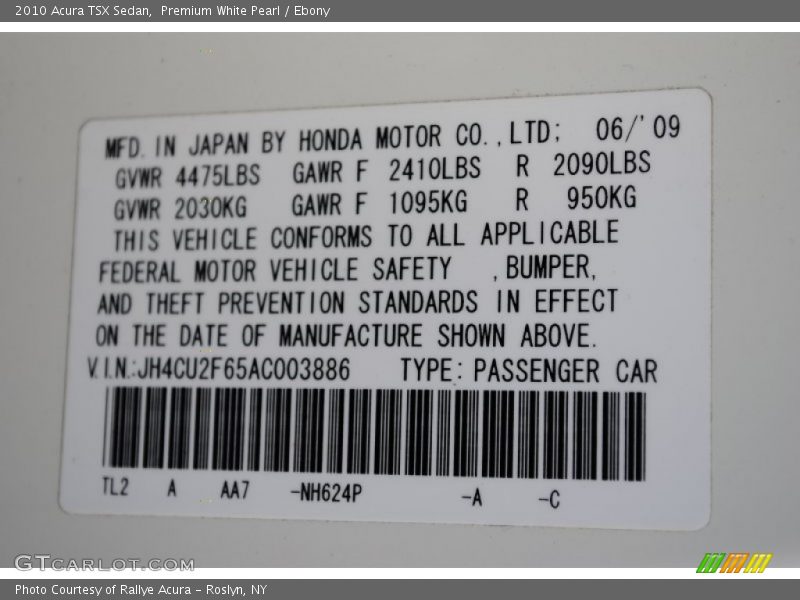 2010 Acura TSX Sedan,  Premium White Pearl / Ebony
MFD. IN JAPAN BY HONDA MOTOR CO.,LTD; 06/'09
GVWR 4475LBS GAWR F 2410LBS R 2090LBS
GVWR 2030KG GAWR F 1095KG R 950KG
THIS VEHICLE CONFORMS TO ALL APPLICABLE
FEDERAL MOTOR VEHICLE SAFETY ,BUMPER,
AND THEFT PREVENTION STANDARDS IN EFFECT
ON THE DATE OF MANUFACTURE SHOWN ABOVE.
V.I.N.:JH4CU2F65AC003886 TYPE: PASSENGER CAR
TL2 A AA7 -NH624P -A -C
GTCARLOT.COM
Photo Courtesy of Rallye Acura - Roslyn, NY